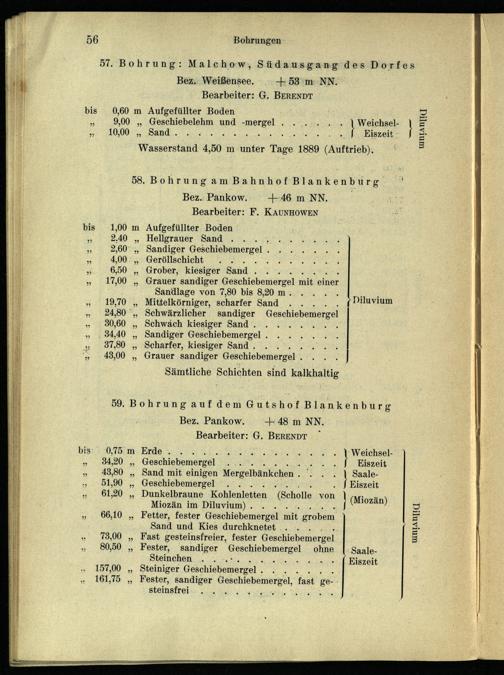 56 Bohrungen
57. Bohrung: Malchow, Südausgang des Dorfes
Bez. Weißensee. + 53 m NN.
Bearbeiter: G. BERENDT
bis 0,60 m Aufgefüllter Boden
„ 9,00 „ Geschiebelehm und -mergel . . . . . . Weichsel-
„ 10,00 „ Sand . . . . . . . . . . . . . . . Eiszeit
Diluvium
Wasserstand 4,50 m unter Tage 1889 (Auftrieb).
58. Bohrung am Bahnhof Blankenburg
Bez. Pankow. + 46 m NN.
Bearbeiter: F. KAUNHOWEN
bis 1,00 m Aufgefüllter Boden
„ 2,40 „ Hellgrauer Sand . . . . . . . . . .
„ 2,60 „ Sandiger Geschiebemergel . . . . . . .
„ 4,00 „ Geröllschicht . . . . . . . . . . . .
„ 6,50 „ Grober, kiesiger Sand . . . . . . . .
„ 17,00 „ Grauer sandiger Geschiebemergel mit einer
Sandlage von 7,80 bis 8,20 m . . . . .
„ 19,70 „ Mittelkörniger, scharfer Sand . . . . . Diluvium
„ 24,80 „ Schwärzlicher sandiger Geschiebemergel
„ 30,60 „ Schwach kiesiger Sand . . . . . . . .
„ 34,40 „ Sandiger Geschiebemergel . . . . . . .
„ 37,80 „ Scharfer, kiesiger Sand . . . . . . . .
„ 43,00 „ Grauer sandiger Geschiebemergel . . . .
Sämtliche Schichten sind kalkhaltig
59. Bohrung auf dem Gutshof Blankenburg
Bez. Pankow. + 48 m NN.
Bearbeiter: G. BERENDT
bis 0,75 m Erde . . . . . . . . . . . . . . . Weichsel-
„ 34,20 „ Geschiebemergel . . . . . . . . . . Eiszeit
„ 43,80 „ Sand mit einigen Mergelbänkchen . . . . Saale-
„ 51,90 „ Geschiebemergel . . . . . . . . . . Eiszeit
„ 61,20 „ Dunkelbraune Kohlenletten (Scholle von (Miozän)
Miozän im Diluvium) . . . . . . . .
„ 66,10 „ Fetter, fester Geschiebemergel mit grobem
Sand und Kies durchknetet . . . . .
„ 73,00 „ Fast gesteinsfreier, fester Geschiebemergel
„ 80,50 „ Fester, sandiger Geschiebemergel ohne Saale-
Steinchen . . . . . . . . . . . . Eiszeit
„ 157,00 „ Steiniger Geschiebemergel . . . . . . .
„ 161,75 „ Fester, sandiger Geschiebemergel, fast ge-
steinsfrei . . . . . . . . . . . .
Diluvium